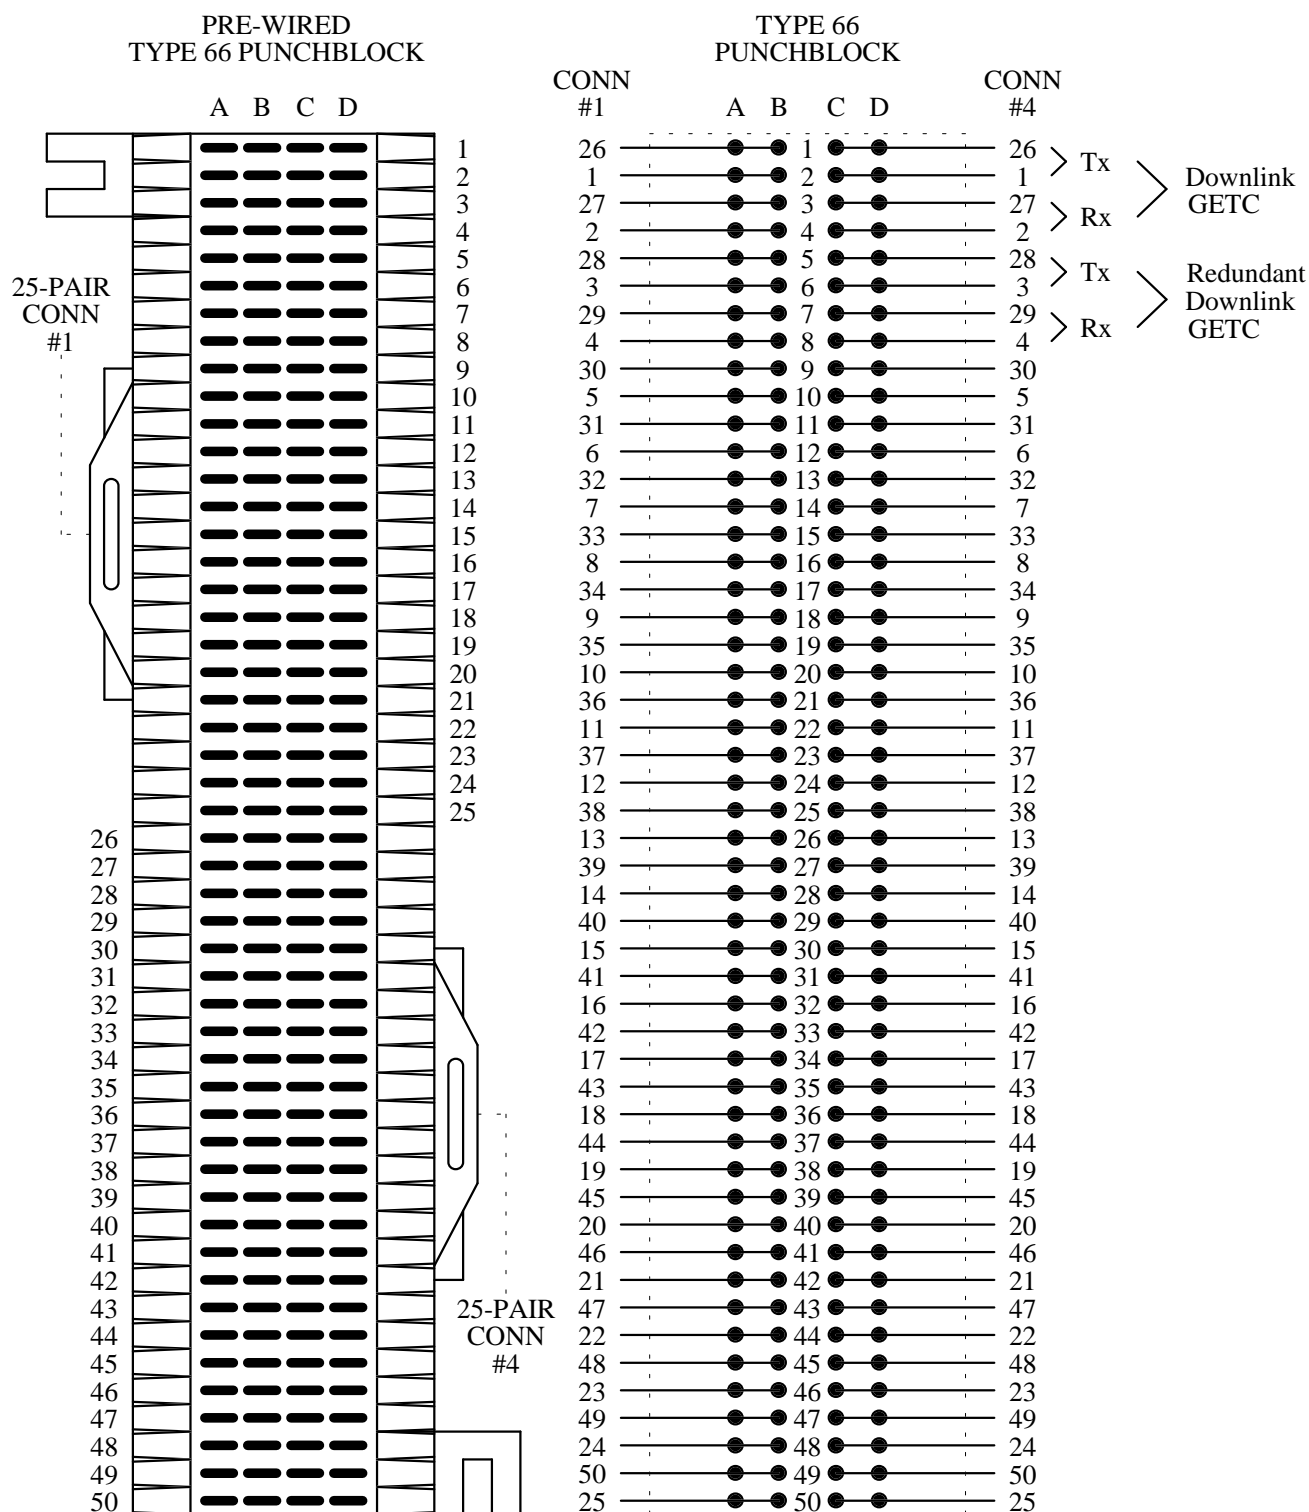 PRE-WIRED
TYPE 66 PUNCHBLOCK
TYPE 66
PUNCHBLOCK
CONN
#1
CONN
#4
A B C D
A B C D
1 26 1 26
2 1 2 1
Tx
3 27 3 27
4 2 4 2
Rx
Downlink
GETC
5 28 5 28
6 3 6 3
Tx
7 29 7 29
8 4 8 4
Rx
Redundant
Downlink
GETC
25-PAIR
CONN
#1
9 30 9 30
10 5 10 5
11 31 11 31
12 6 12 6
13 32 13 32
14 7 14 7
15 33 15 33
16 8 16 8
17 34 17 34
18 9 18 9
19 35 19 35
20 10 20 10
21 36 21 36
22 11 22 11
23 37 23 37
24 12 24 12
25 38 25 38
26 13 26 13
27 39 27 39
28 14 28 14
29 40 29 40
30 15 30 15
31 41 31 41
32 16 32 16
33 42 33 42
34 17 34 17
35 43 35 43
36 18 36 18
37 44 37 44
38 19 38 19
39 45 39 45
40 20 40 20
41 46 41 46
42 21 42 21
43 47 43 47
44 22 44 22
45 48 45 48
25-PAIR
CONN
#4
46 23 46 23
47 49 47 49
48 24 48 24
49 50 49 50
50 25 50 25